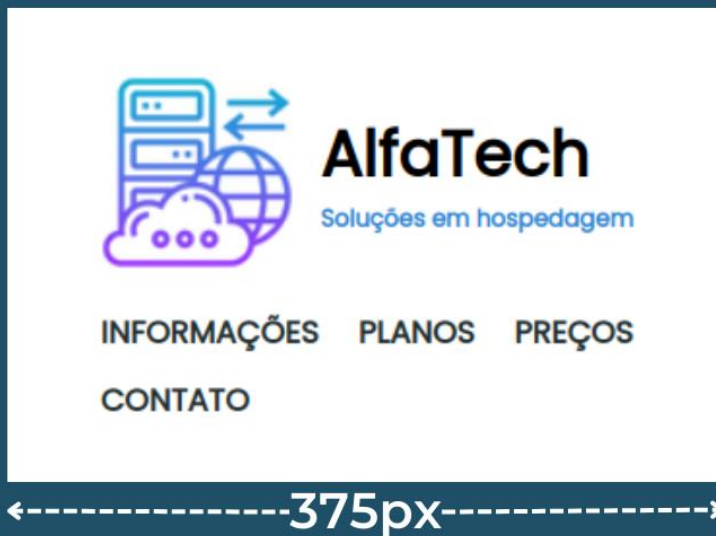 AlfaTech
Soluções em hospedagem
INFORMAÇÕES PLANOS PREÇOS
CONTATO
375px